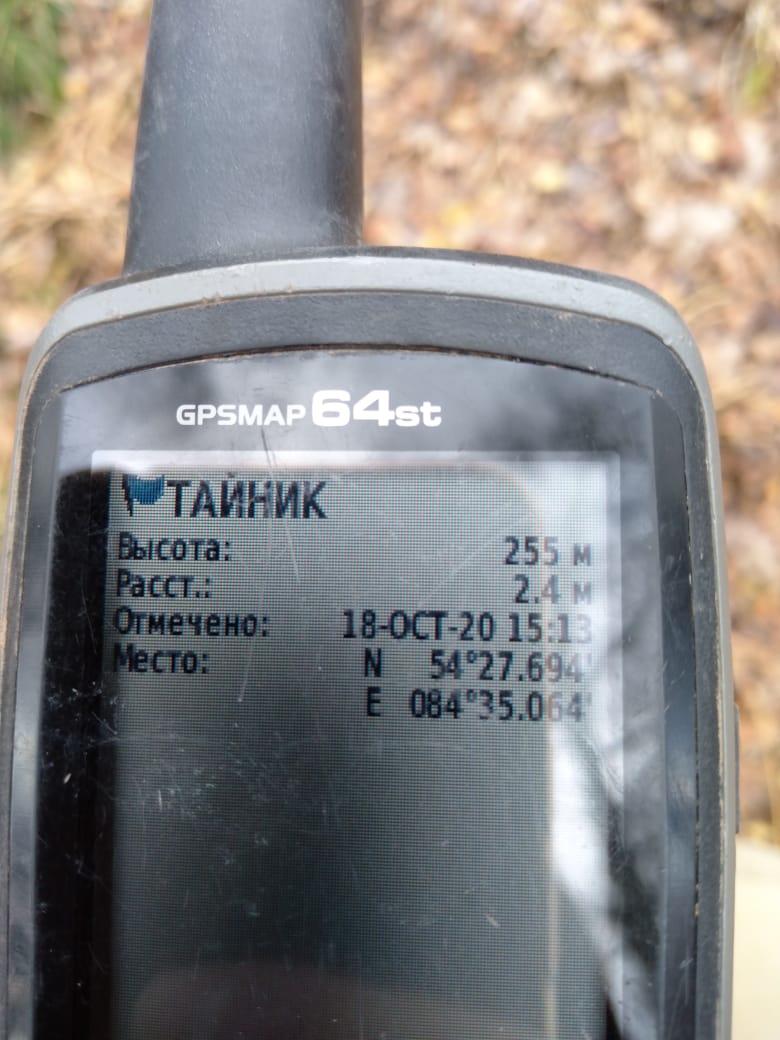 GPSMAP 64st
ТАЙНИК
Высота: 255 м
Расст.: 2.4 м
Отмечено: 18-ОСТ-20 15:13
Место: N 54°27.694'
E 084°35.064'